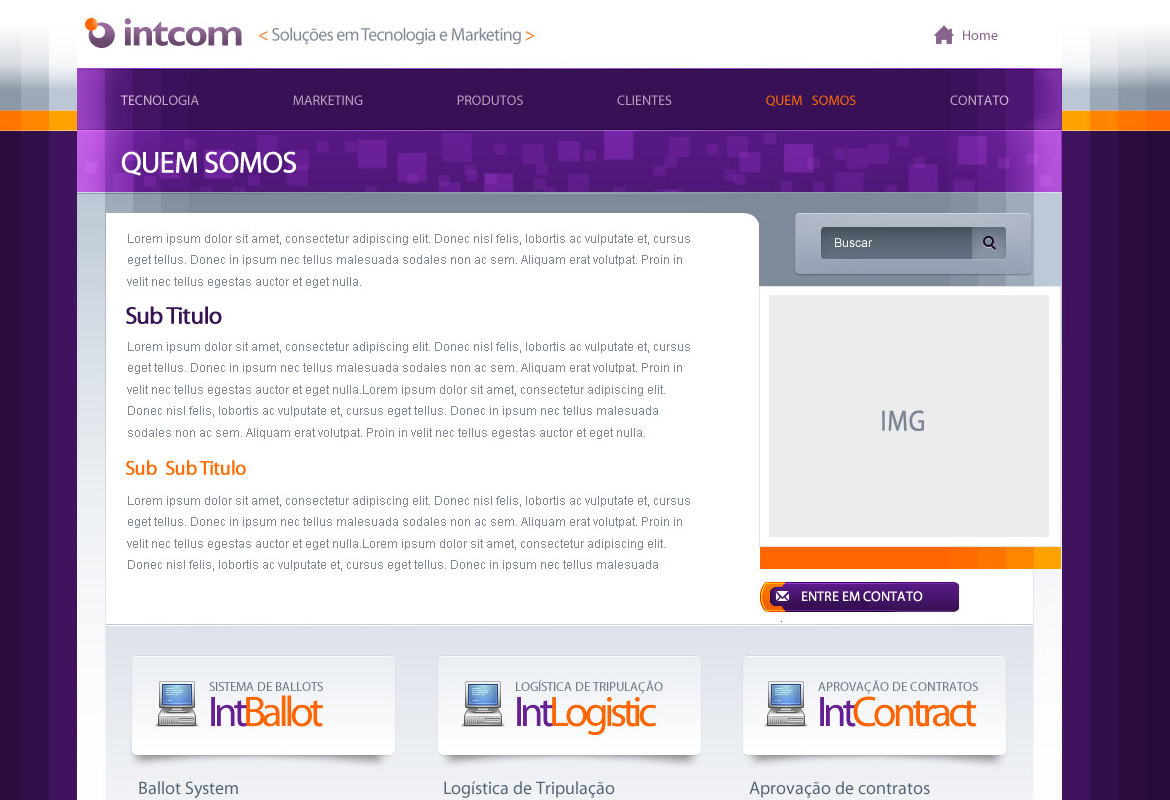 intcom
< Soluções em Tecnologia e Marketing >
Home
TECNOLOGIA
MARKETING
PRODUTOS
CLIENTES
QUEM SOMOS
CONTATO
QUEM SOMOS
Lorem ipsum dolor sit amet, consectetur adipiscing elit. Donec nisl felis, lobortis ac vulputate et, cursus
eget tellus. Donec in ipsum nec tellus malesuada sodales non ac sem. Aliquam erat volutpat. Proin in
velit nec tellus egestas auctor et eget nulla.
Sub Titulo
Lorem ipsum dolor sit amet, consectetur adipiscing elit. Donec nisl felis, lobortis ac vulputate et, cursus
eget tellus. Donec in ipsum nec tellus malesuada sodales non ac sem. Aliquam erat volutpat. Proin in
velit nec tellus egestas auctor et eget nulla.Lorem ipsum dolor sit amet, consectetur adipiscing elit.
Donec nisl felis, lobortis ac vulputate et, cursus eget tellus. Donec in ipsum nec tellus malesuada
sodales non ac sem. Aliquam erat volutpat. Proin in velit nec tellus egestas auctor et eget nulla.
Sub Sub Titulo
Lorem ipsum dolor sit amet, consectetur adipiscing elit. Donec nisl felis, lobortis ac vulputate et, cursus
eget tellus. Donec in ipsum nec tellus malesuada sodales non ac sem. Aliquam erat volutpat. Proin in
velit nec tellus egestas auctor et eget nulla.Lorem ipsum dolor sit amet, consectetur adipiscing elit.
Donec nisl felis, lobortis ac vulputate et, cursus eget tellus. Donec in ipsum nec tellus malesuada
Buscar
IMG
ENTRE EM CONTATO
SISTEMA DE BALLOTS
IntBallot
Ballot System
LOGÍSTICA DE TRIPULAÇÃO
IntLogistic
Logística de Tripulação
APROVAÇÃO DE CONTRATOS
IntContract
Aprovação de contratos